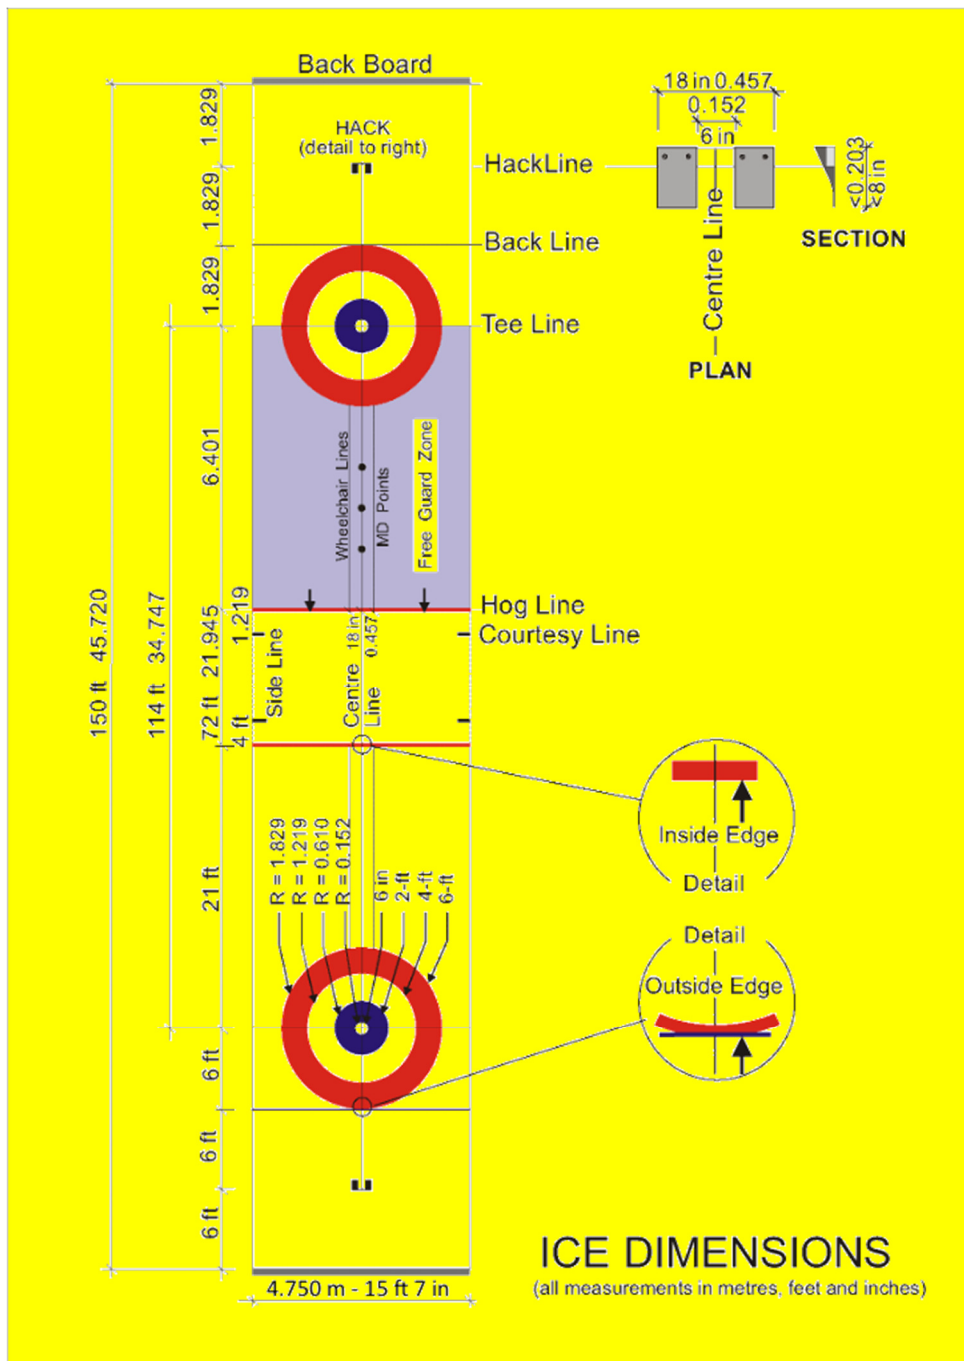 Back Board
HACK
(detail to right)
HackLine
Back Line
Tee Line
Hog Line
Courtesy Line
1.829
1.829
1.829
6.401
1.219
72 ft 21.945
4 ft
114 ft 34.747
150 ft 45.720
21 ft
6 ft
6 ft
6 ft
Wheelchair Lines
MD Points
Free Guard Zone
Side Line
Centre
Line
18 in
0.457
R = 1.829
R = 1.219
R = 0.610
R = 0.152
6 in
2-ft
4-ft
6-ft
18 in 0.457
0.152
6 in
Centre Line
PLAN
<0.203
<8 in
SECTION
Inside Edge
Detail
Detail
Outside Edge
4.750 m - 15 ft 7 in
ICE DIMENSIONS
(all measurements in metres, feet and inches)